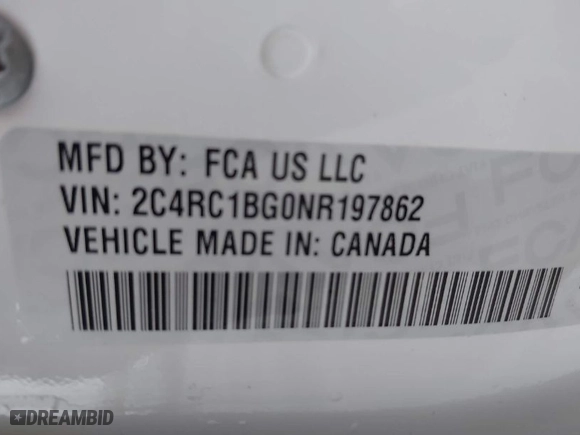 MFD BY: FCA US LLC
VIN: 2C4RC1BG0NR197862
VEHICLE MADE IN: CANADA
DREAMBID